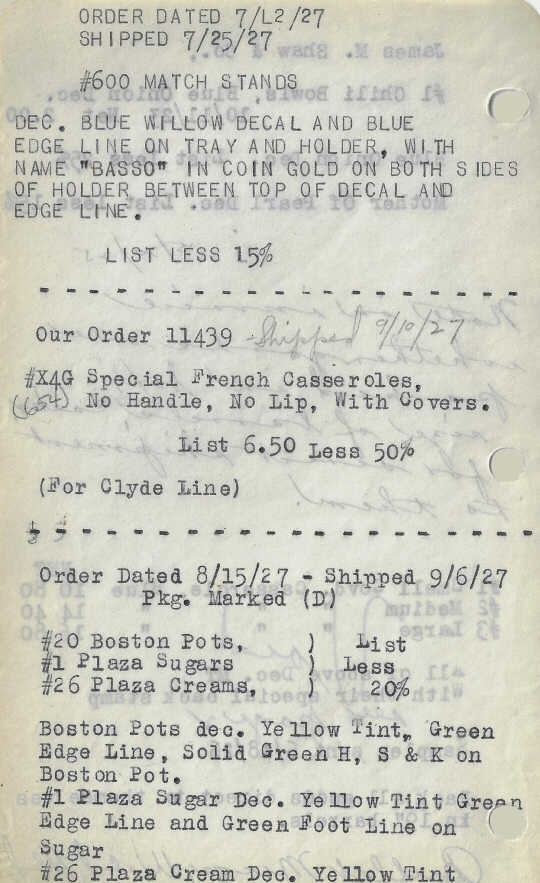 ORDER DATED 7/L2/27
SHIPPED 7/25/27
#600 MATCH STANDS
DEC. BLUE WILLOW DECAL AND BLUE
EDGE LINE ON TRAY AND HOLDER, WITH
NAME "BASSO" IN COIN GOLD ON BOTH SIDES
OF HOLDER BETWEEN TOP OF DECAL AND
EDGE LINE.
LIST LESS 15%
Our Order 11439 - Shipped 9/10/27
#X4G Special French Casseroles,
(654) No Handle, No Lip, With Covers.
List 6.50 Less 50%
(For Clyde Line)
Order Dated 8/15/27 - Shipped 9/6/27
Pkg. Marked (D)
#20 Boston Pots, ) List
#1 Plaza Sugars ) Less
#26 Plaza Creams, ) 20%
Boston Pots dec. Yellow Tint, Green
Edge Line, Solid Green H, S & K on
Boston Pot.
#1 Plaza Sugar Dec. Yellow Tint Green
Edge Line and Green Foot Line on
Sugar
#26 Plaza Cream Dec. Yellow Tint